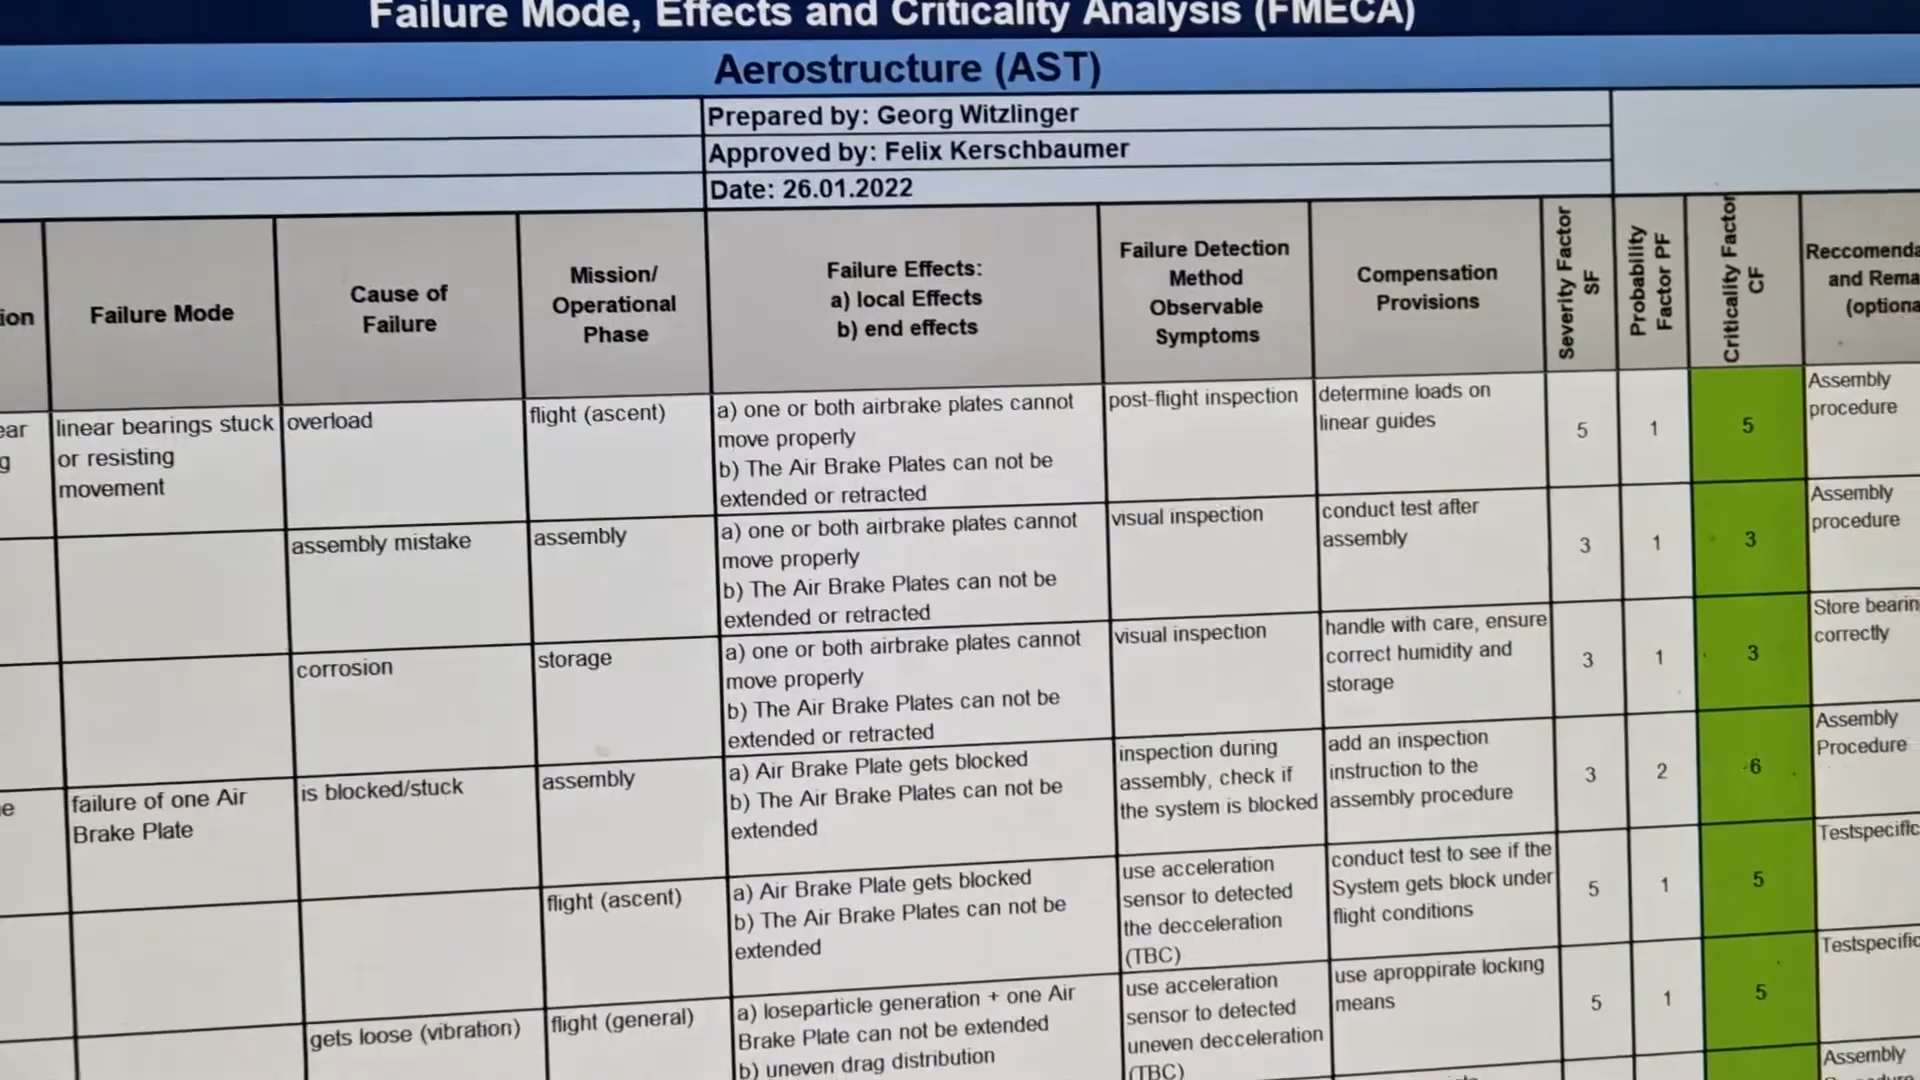 Failure Mode, Effects and Criticality Analysis (FMECA)
Aerostructure (AST)
Prepared by: Georg Witzlinger
Approved by: Felix Kerschbaumer
Date: 26.01.2022
Failure Mode
Cause of
Failure
Mission/
Operational
Phase
Failure Effects:
a) local Effects
b) end effects
Failure Detection
Method
Observable
Symptoms
Compensation
Provisions
Severity Factor
SF
Probability
Factor PF
Criticality Factor
CF
and
linear bearings stuck
or resisting
movement
overload
flight (ascent)
a) one or both airbrake plates cannot
move properly
b) The Air Brake Plates can not be
extended or retracted
post-flight inspection
determine loads on
linear guides
5
1
5
Assembly
procedure
assembly mistake
assembly
a) one or both airbrake plates cannot
move properly
b) The Air Brake Plates can not be
extended or retracted
visual inspection
conduct test after
assembly
3
1
3
Assembly
procedure
corrosion
storage
a) one or both airbrake plates cannot
move properly
b) The Air Brake Plates can not be
extended or retracted
visual inspection
handle with care, ensure
correct humidity and
storage
3
1
3
Store
correctly
failure of one Air
Brake Plate
is blocked/stuck
assembly
a) Air Brake Plate gets blocked
b) The Air Brake Plates can not be
extended
inspection during
assembly, check if
the system is blocked
add an inspection
instruction to the
assembly procedure
3
2
6
Assembly
Procedure
flight (ascent)
a) Air Brake Plate gets blocked
b) The Air Brake Plates can not be
extended
use acceleration
sensor to detected
the decceleration
(TBC)
conduct test to see if the
System gets block under
flight conditions
5
1
5
gets loose (vibration)
flight (general)
a) loseparticle generation + one Air
Brake Plate can not be extended
b) uneven drag distribution
use acceleration
sensor to detected
uneven decceleration
(TBC)
use aproppirate locking
means
5
1
5
Assembly